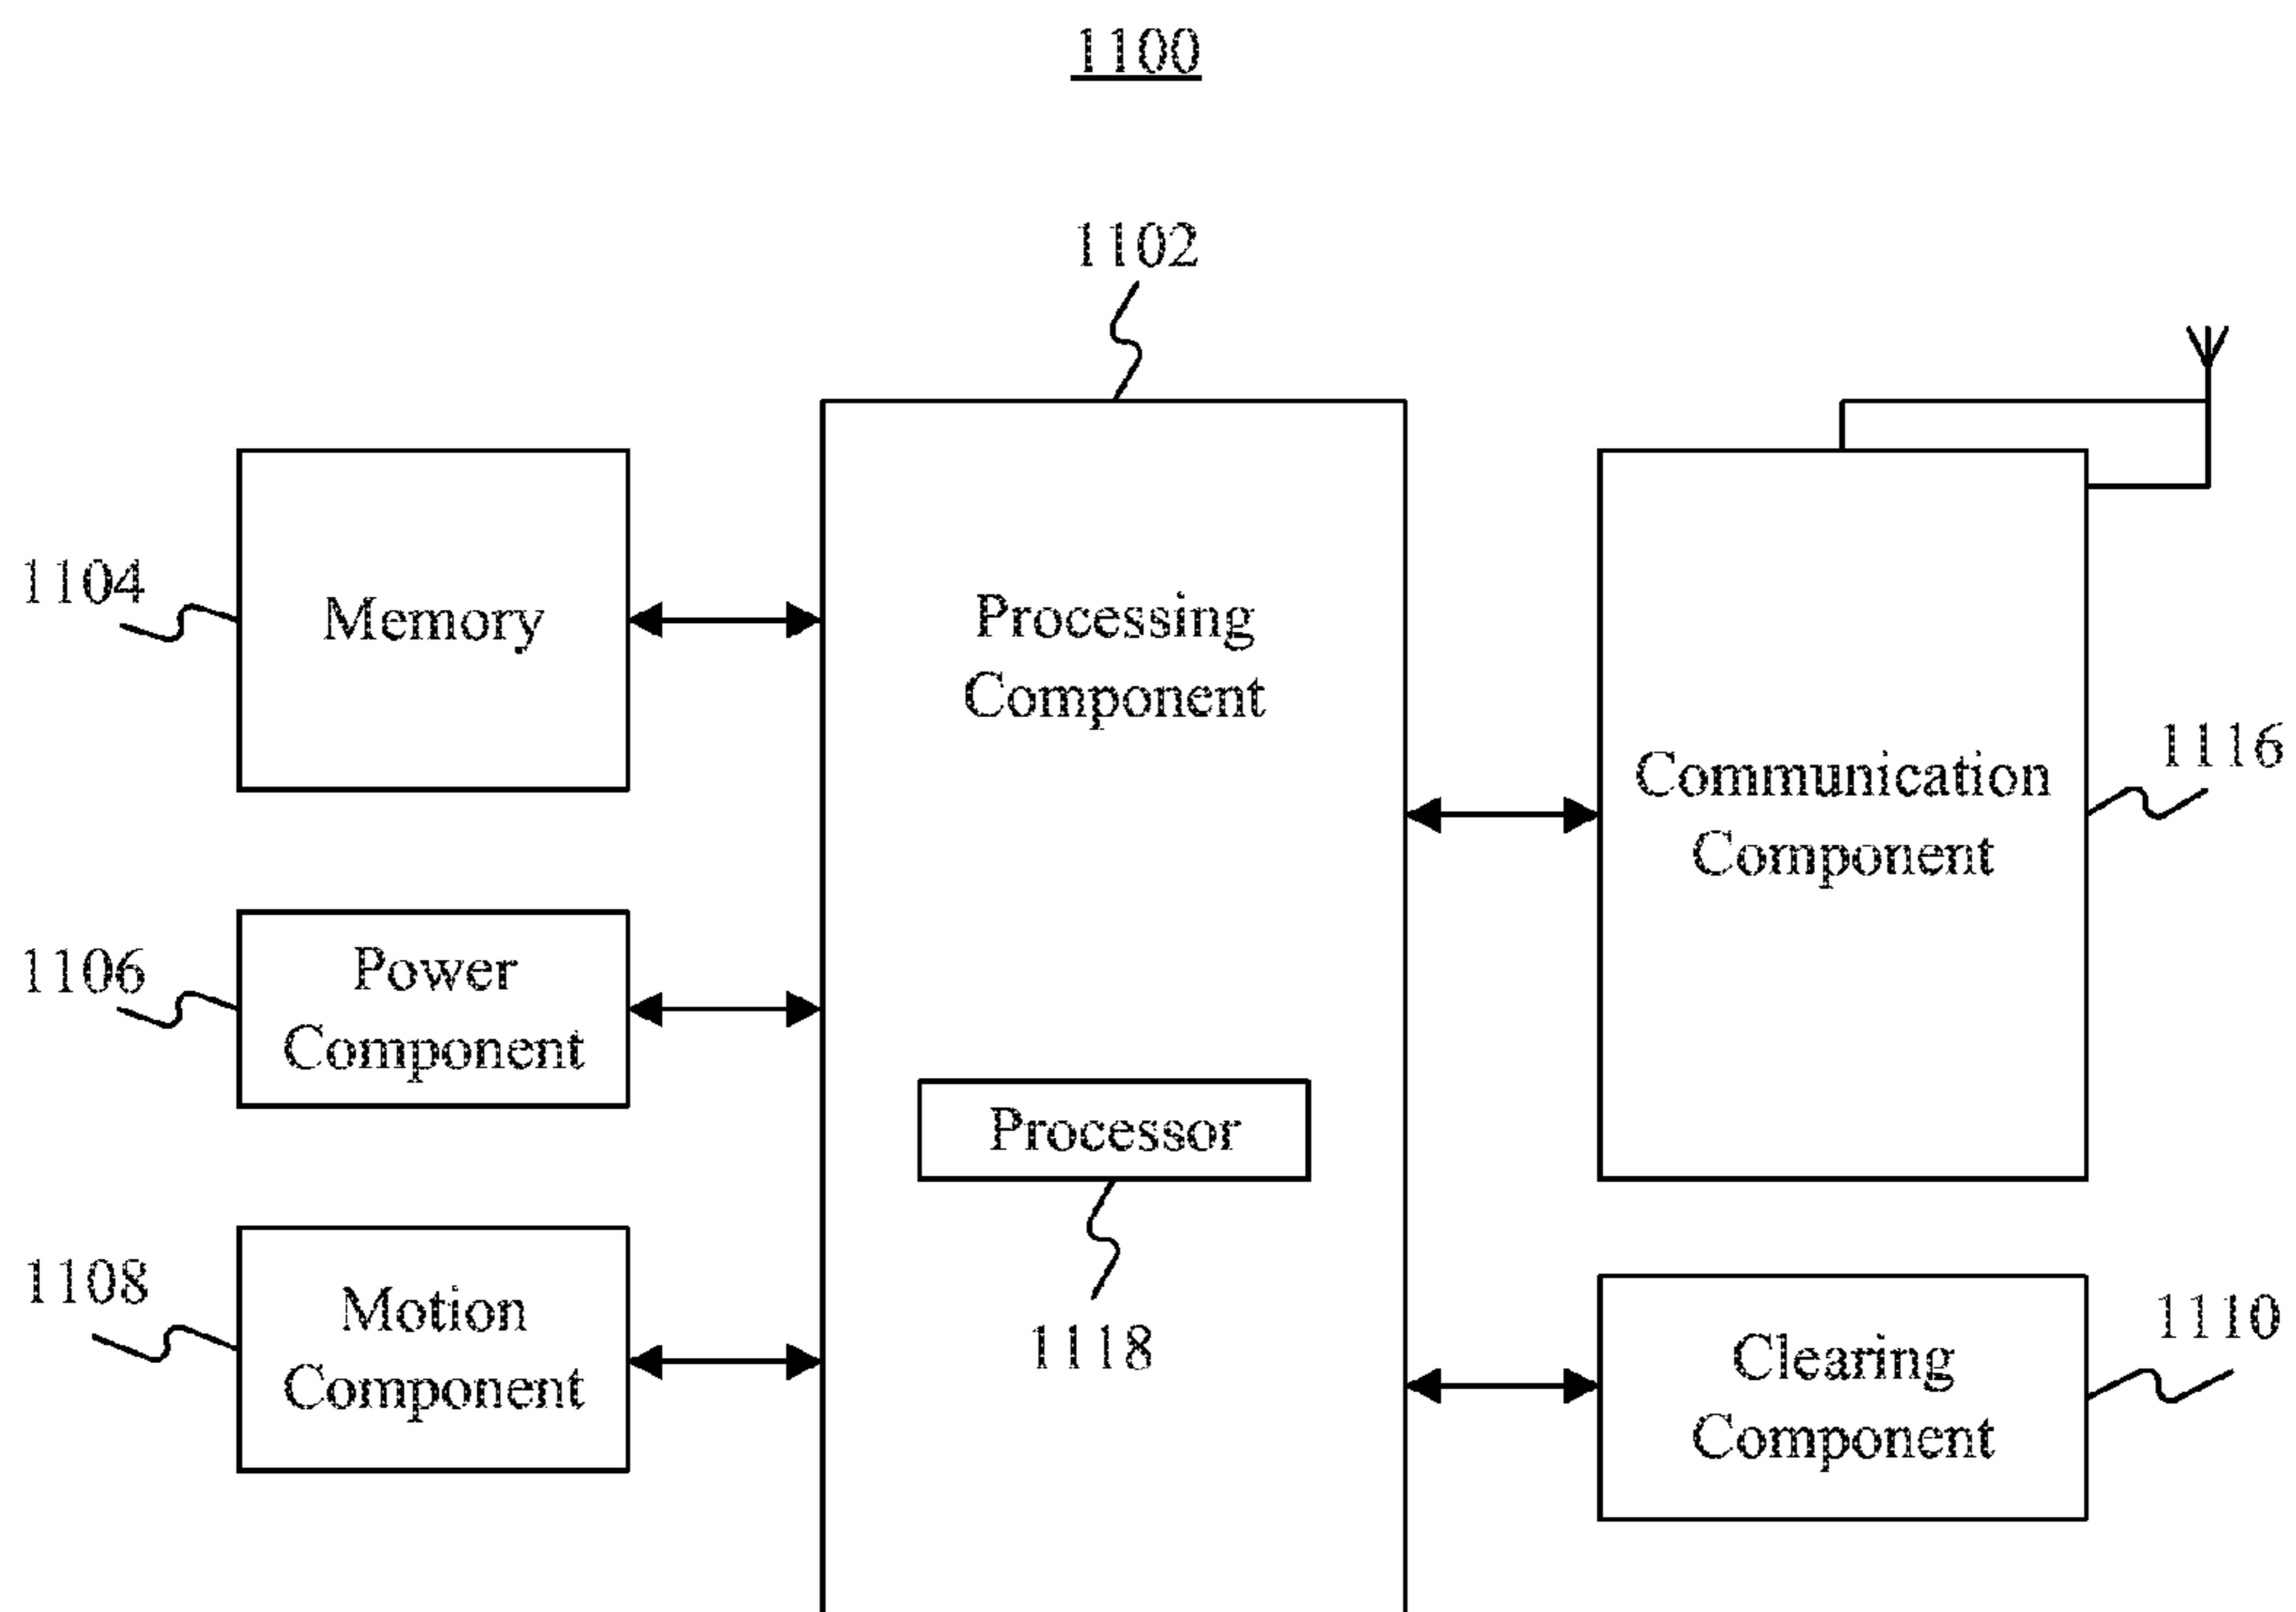 1100
1102
1104
Memory
Processing
Component
Communication
Component
1116
1106
Power
Component
Processor
1118
1108
Motion
Component
Clearing
Component
1110